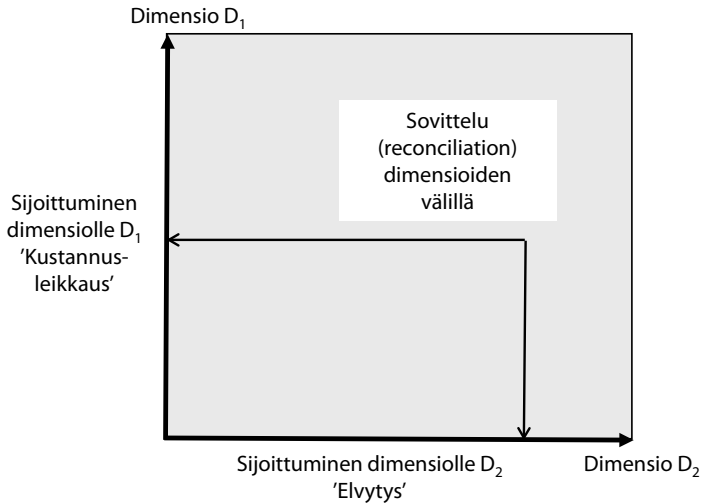 Dimensio D₁
Sovittelu
(reconciliation)
dimensioiden
välillä
Sijoittuminen
dimensiolle D₁
'Kustannus-
leikkaus'
Sijoittuminen dimensiolle D₂
'Elvytys'
Dimensio D₂